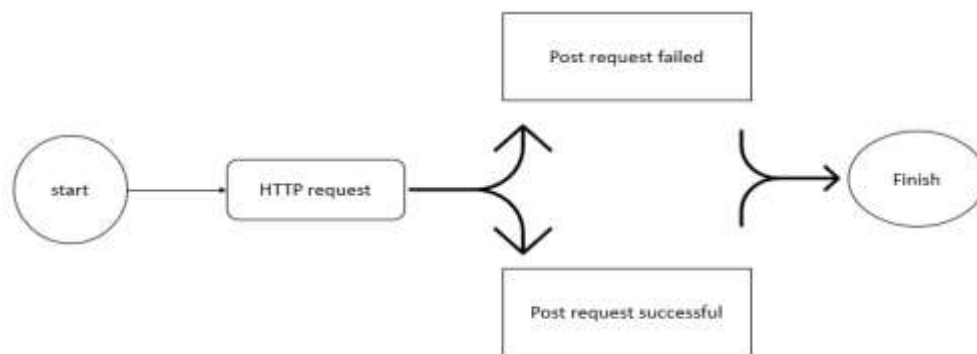 Post request failed
start
HTTP request
Finish
Post request successful